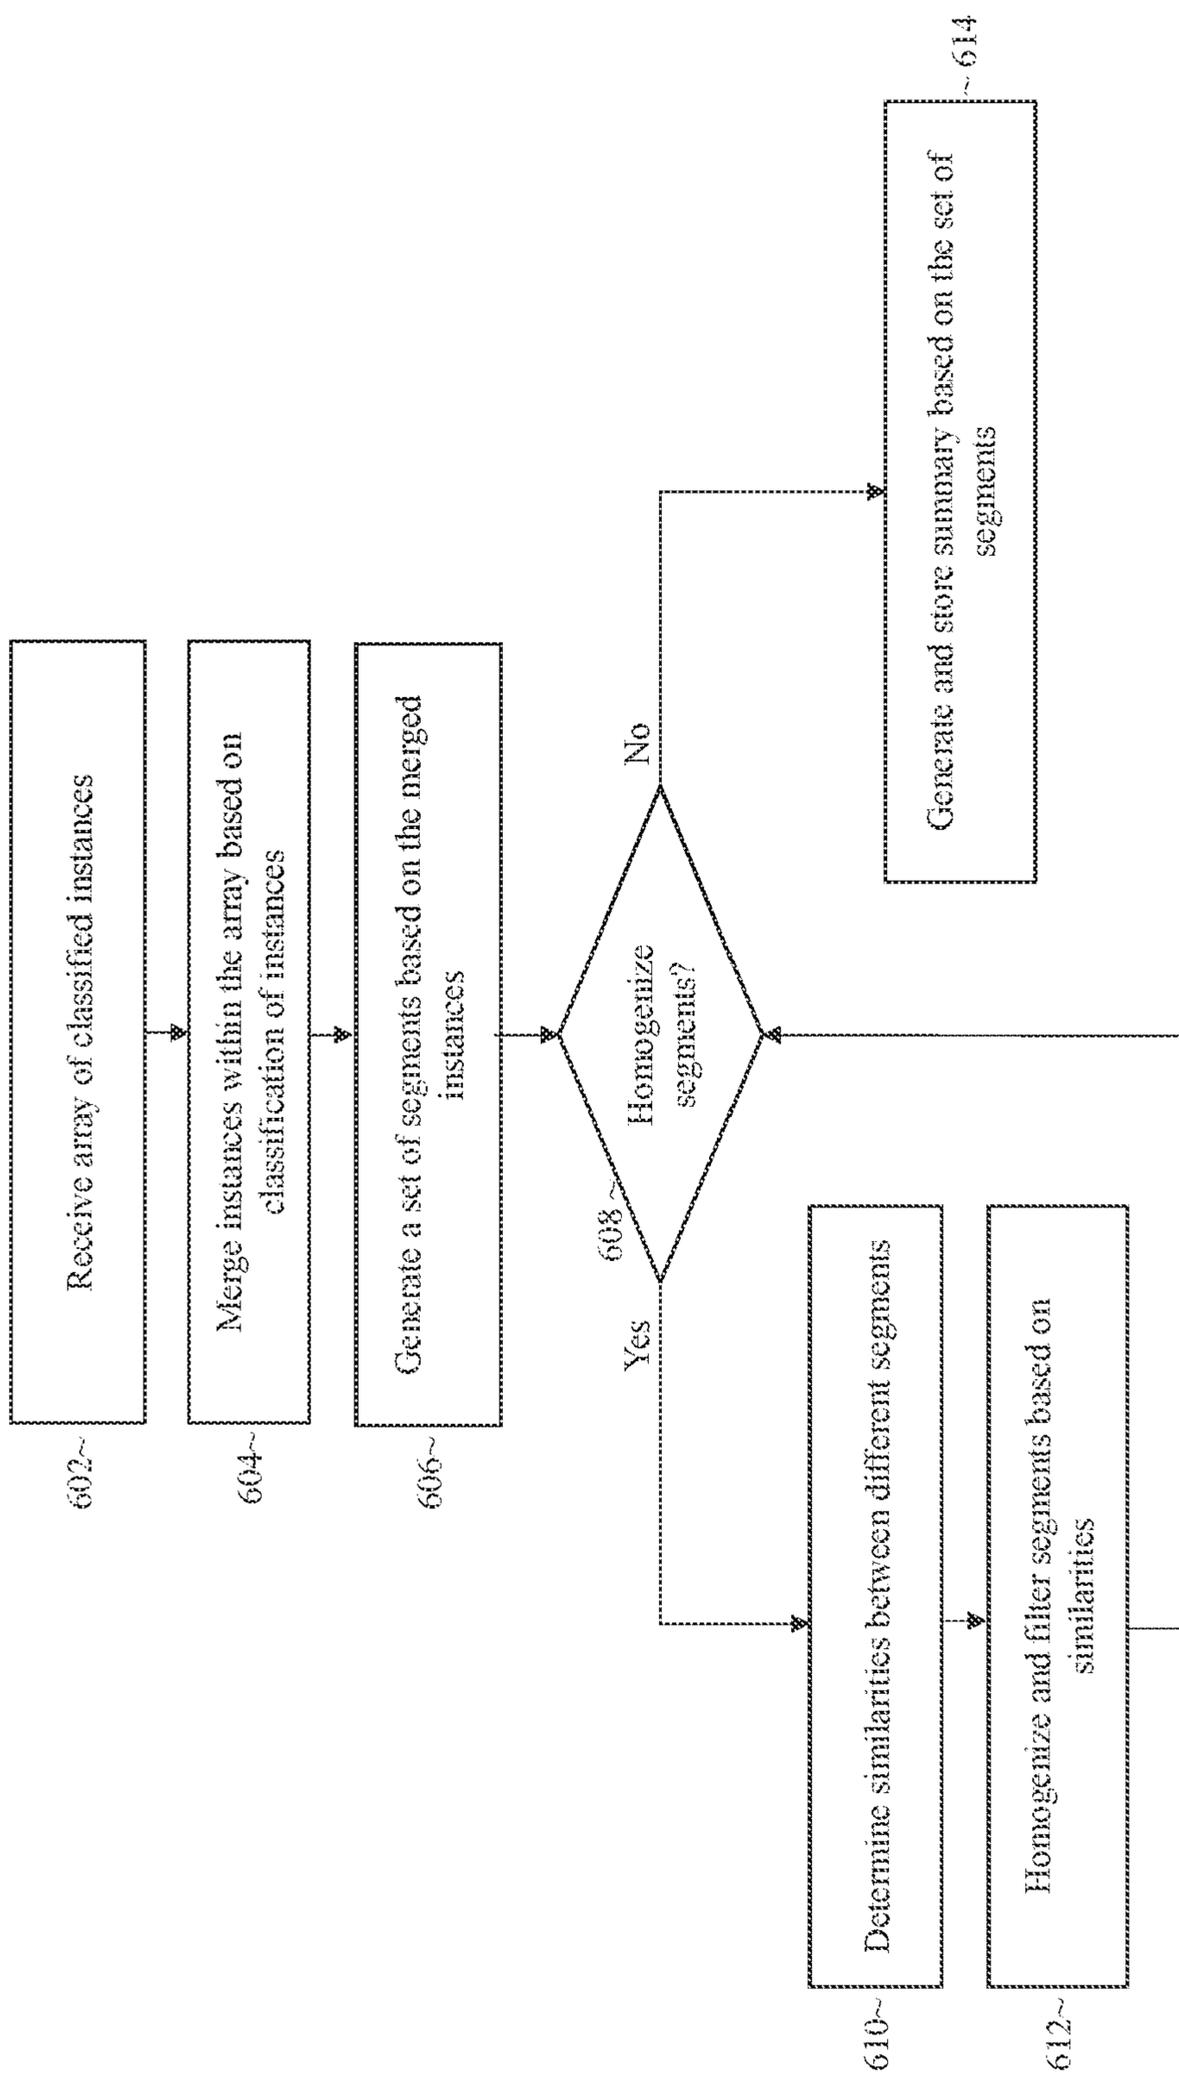 602~
Receive array of classified instances
604~
Merge instances within the array based on
classification of instances
606~
Generate a set of segments based on the merged
instances
608~
Homogenize
segments?
Yes
No
610~
Determine similarities between different segments
612~
Homogenize and filter segments based on
similarities
Generate and store summary based on the set of
segments
~614